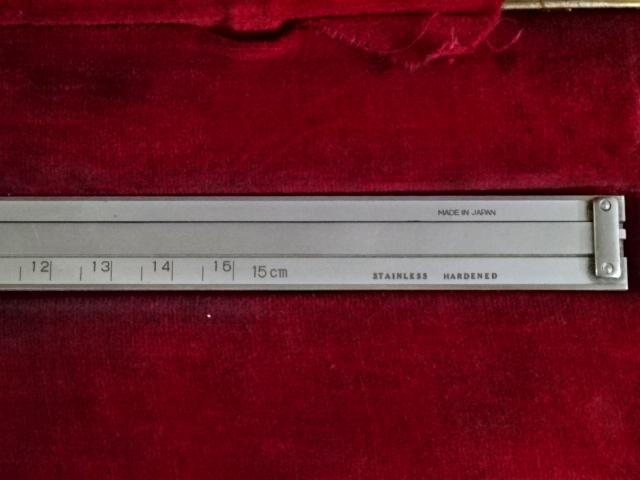 MADE IN JAPAN
12 13 14 15 15cm STAINLESS HARDENED